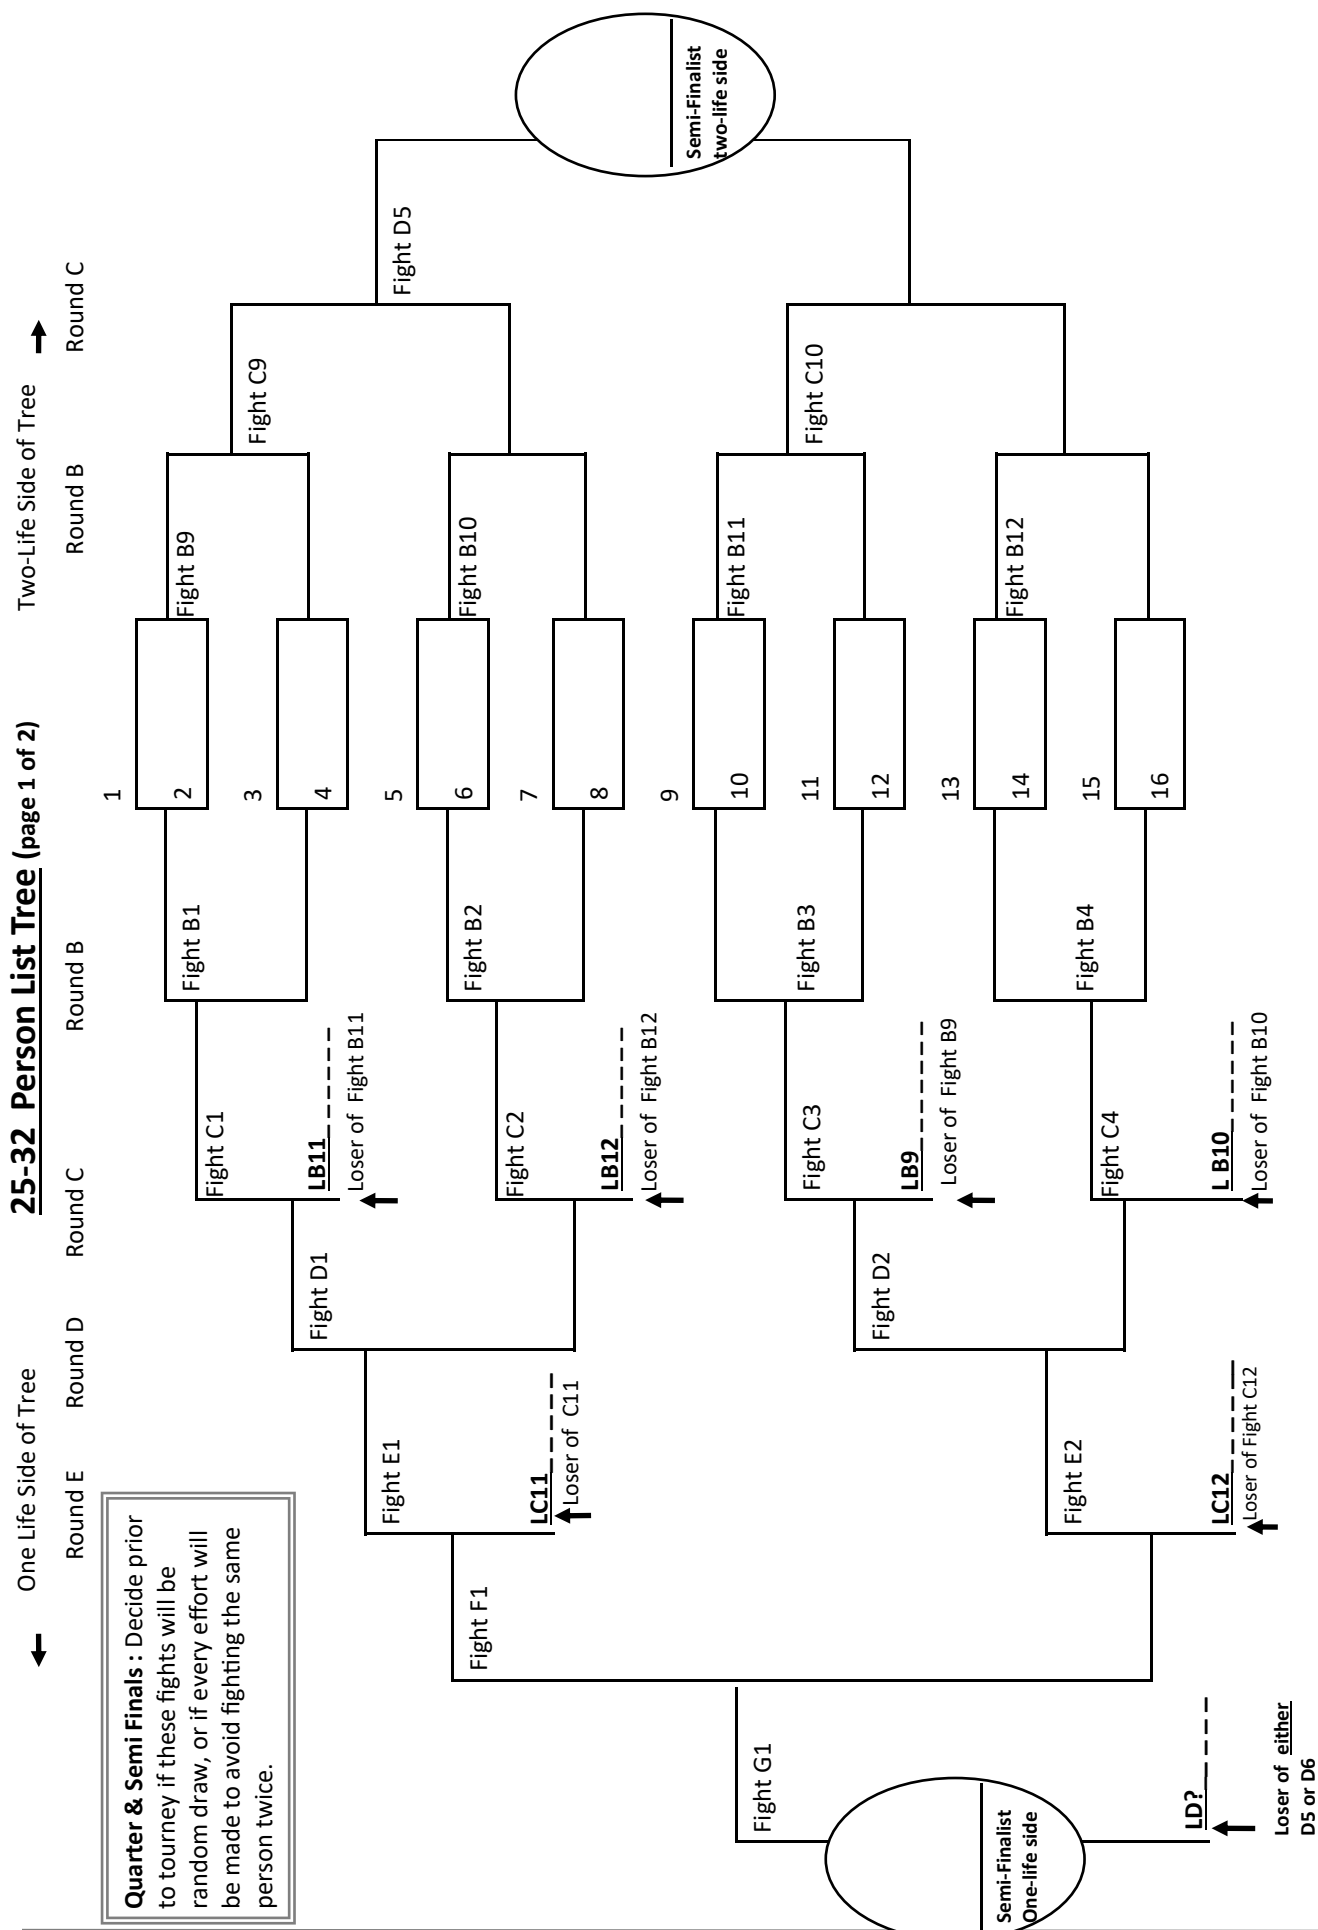 25-32 Person List Tree (page 1 of 2)
One Life Side of Tree
Two-Life Side of Tree
Round E
Round D
Round C
Round B
Round B
Round C
Quarter & Semi Finals : Decide prior
to tourney if these fights will be
random draw, or if every effort will
be made to avoid fighting the same
person twice.
1
2
3
4
5
6
7
8
9
10
11
12
13
14
15
16
Fight B1
Fight B2
Fight B3
Fight B4
Fight C1
LB11
Loser of Fight B11
Fight C2
LB12
Loser of Fight B12
Fight C3
LB9
Loser of Fight B9
Fight C4
L B10
Loser of Fight B10
Fight D1
Fight D2
Fight E1
LC11
Loser of C11
Fight E2
LC12
Loser of Fight C12
Fight F1
Fight G1
LD?
Loser of either
D5 or D6
Semi-Finalist
One-life side
Fight B9
Fight B10
Fight B11
Fight B12
Fight C9
Fight C10
Fight D5
Semi-Finalist
two-life side